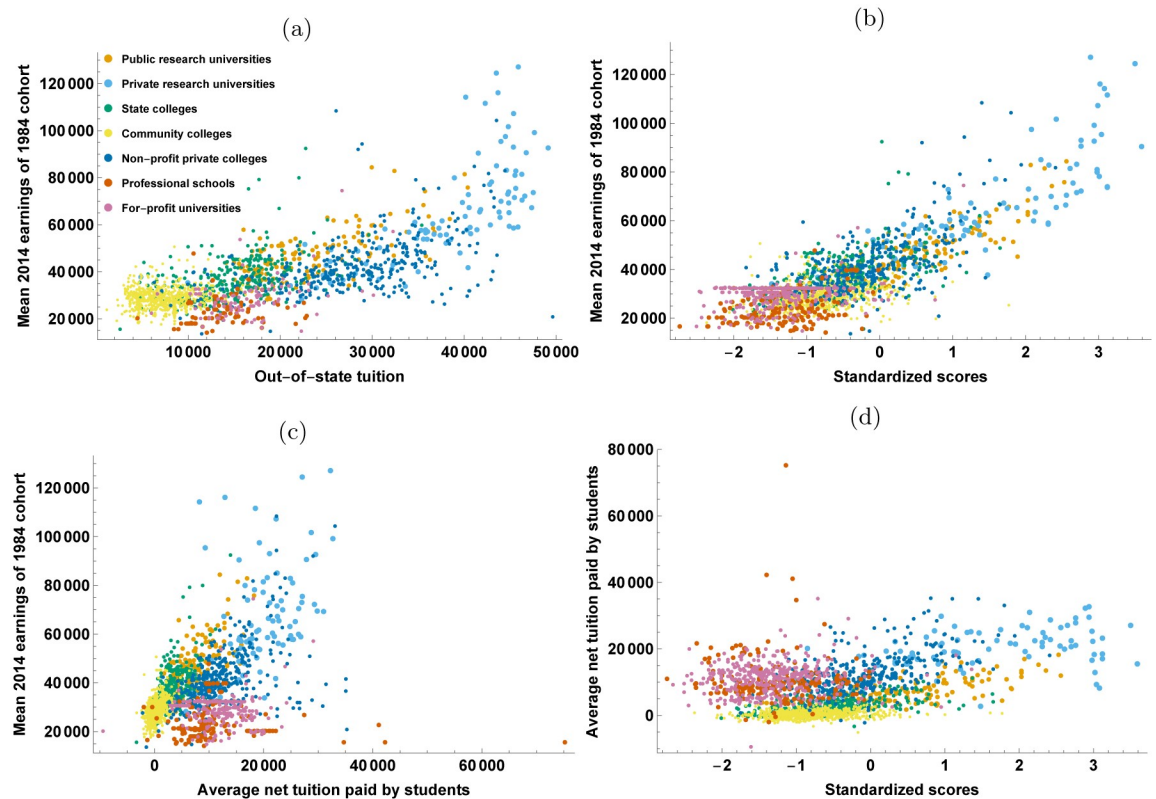 (a)
Mean 2014 earnings of 1984 cohort
120 000
100 000
80 000
60 000
40 000
20 000
Public research universities
Private research universities
State colleges
Community colleges
Non−profit private colleges
Professional schools
For−profit universities
10 000 20 000 30 000 40 000 50 000
Out−of−state tuition
(b)
Mean 2014 earnings of 1984 cohort
120 000
100 000
80 000
60 000
40 000
20 000
−2 −1 0 1 2 3
Standardized scores
(c)
Mean 2014 earnings of 1984 cohort
120 000
100 000
80 000
60 000
40 000
20 000
0 20 000 40 000 60 000
Average net tuition paid by students
(d)
Average net tuition paid by students
80 000
60 000
40 000
20 000
0
−2 −1 0 1 2 3
Standardized scores